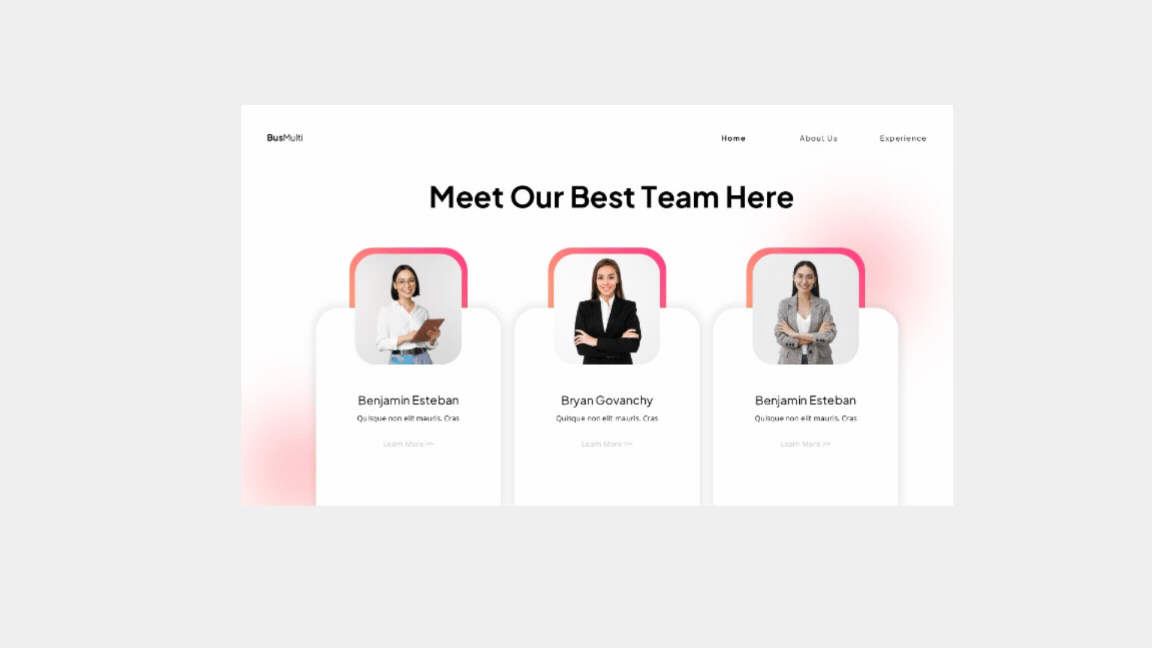 BusMulti
Home About Us Experience
Meet Our Best Team Here
Benjamin Esteban
Quisque non elit mauris. Cras
Learn More >>
Bryan Govanchy
Quisque non elit mauris. Cras
Learn More >>
Benjamin Esteban
Quisque non elit mauris. Cras
Learn More >>